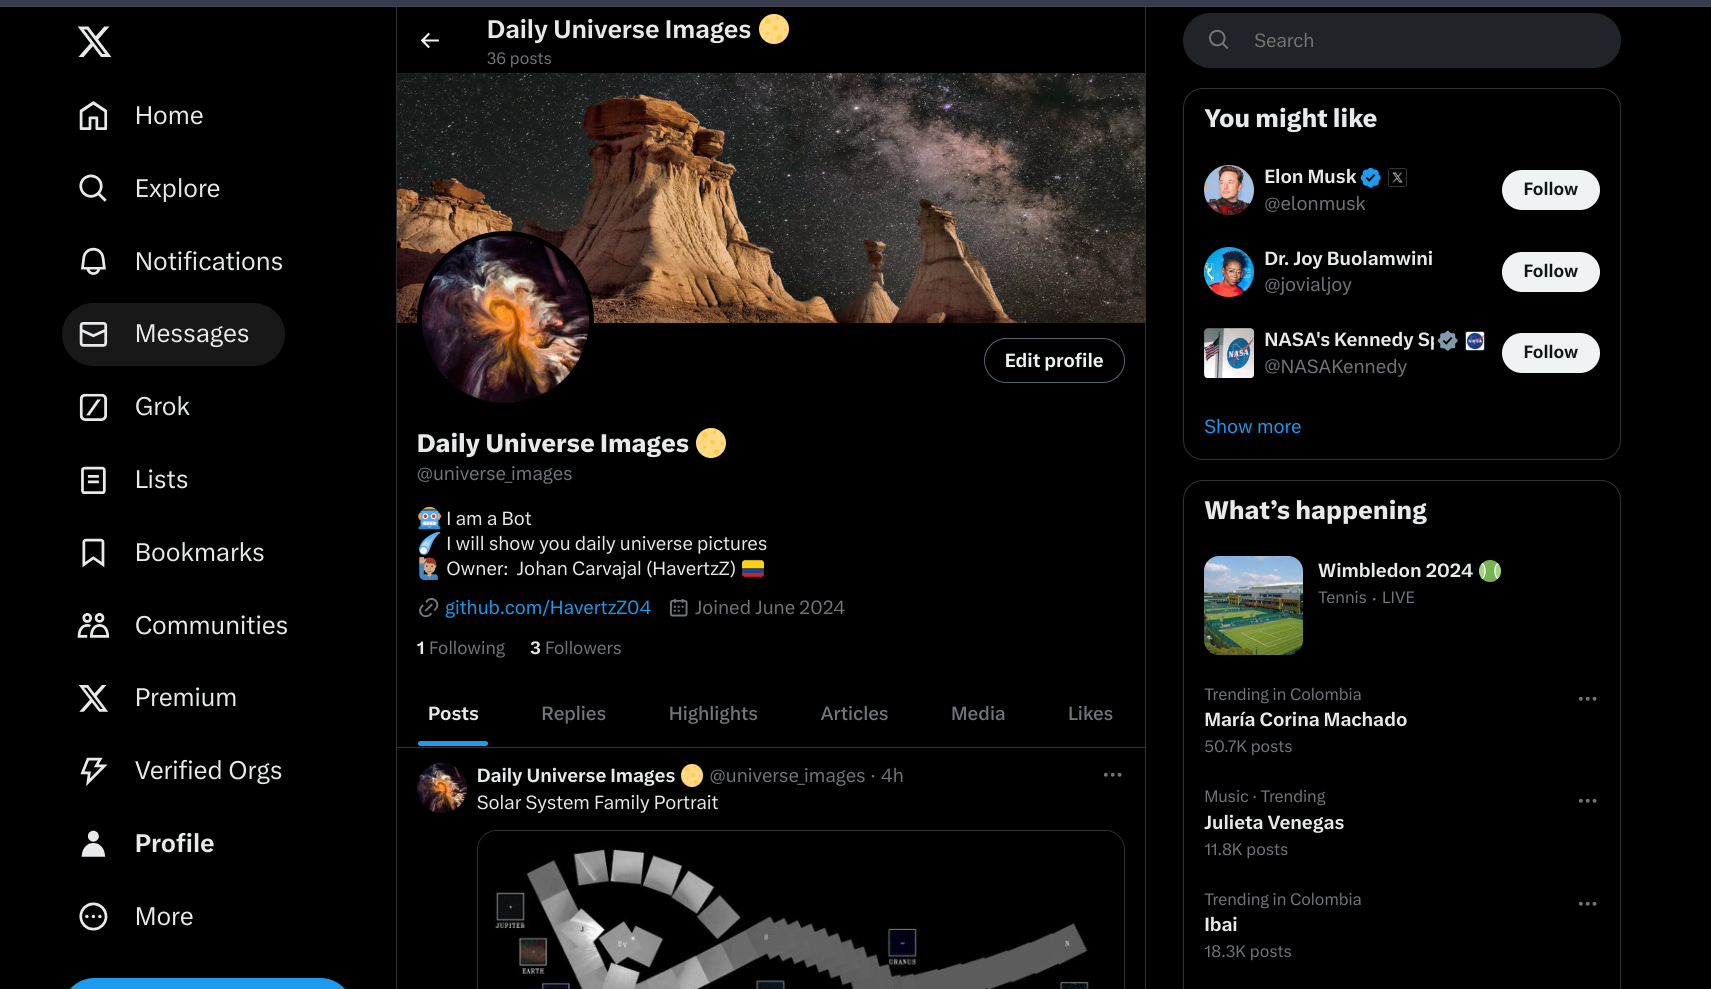 Home
Explore
Notifications
Messages
Grok
Lists
Bookmarks
Communities
Premium
Verified Orgs
Profile
More
Daily Universe Images 🌕
36 posts
Edit profile
Daily Universe Images 🌕
@universe_images
🤖 I am a Bot
☄️ I will show you daily universe pictures
🙋🏽‍♂️ Owner: Johan Carvajal (HavertzZ) 🇨🇴
github.com/HavertzZ04 Joined June 2024
1 Following 3 Followers
Posts Replies Highlights Articles Media Likes
Daily Universe Images 🌕 @universe_images · 4h
Solar System Family Portrait
JUPITER
J
Ey
EARTH
S
URANUS
N
Search
You might like
Elon Musk
@elonmusk
Follow
Dr. Joy Buolamwini
@jovialjoy
Follow
NASA's Kennedy Sp
@NASAKennedy
NASA
Follow
Show more
What’s happening
Wimbledon 2024 🎾
Tennis · LIVE
Trending in Colombia
María Corina Machado
50.7K posts
Music · Trending
Julieta Venegas
11.8K posts
Trending in Colombia
Ibai
18.3K posts